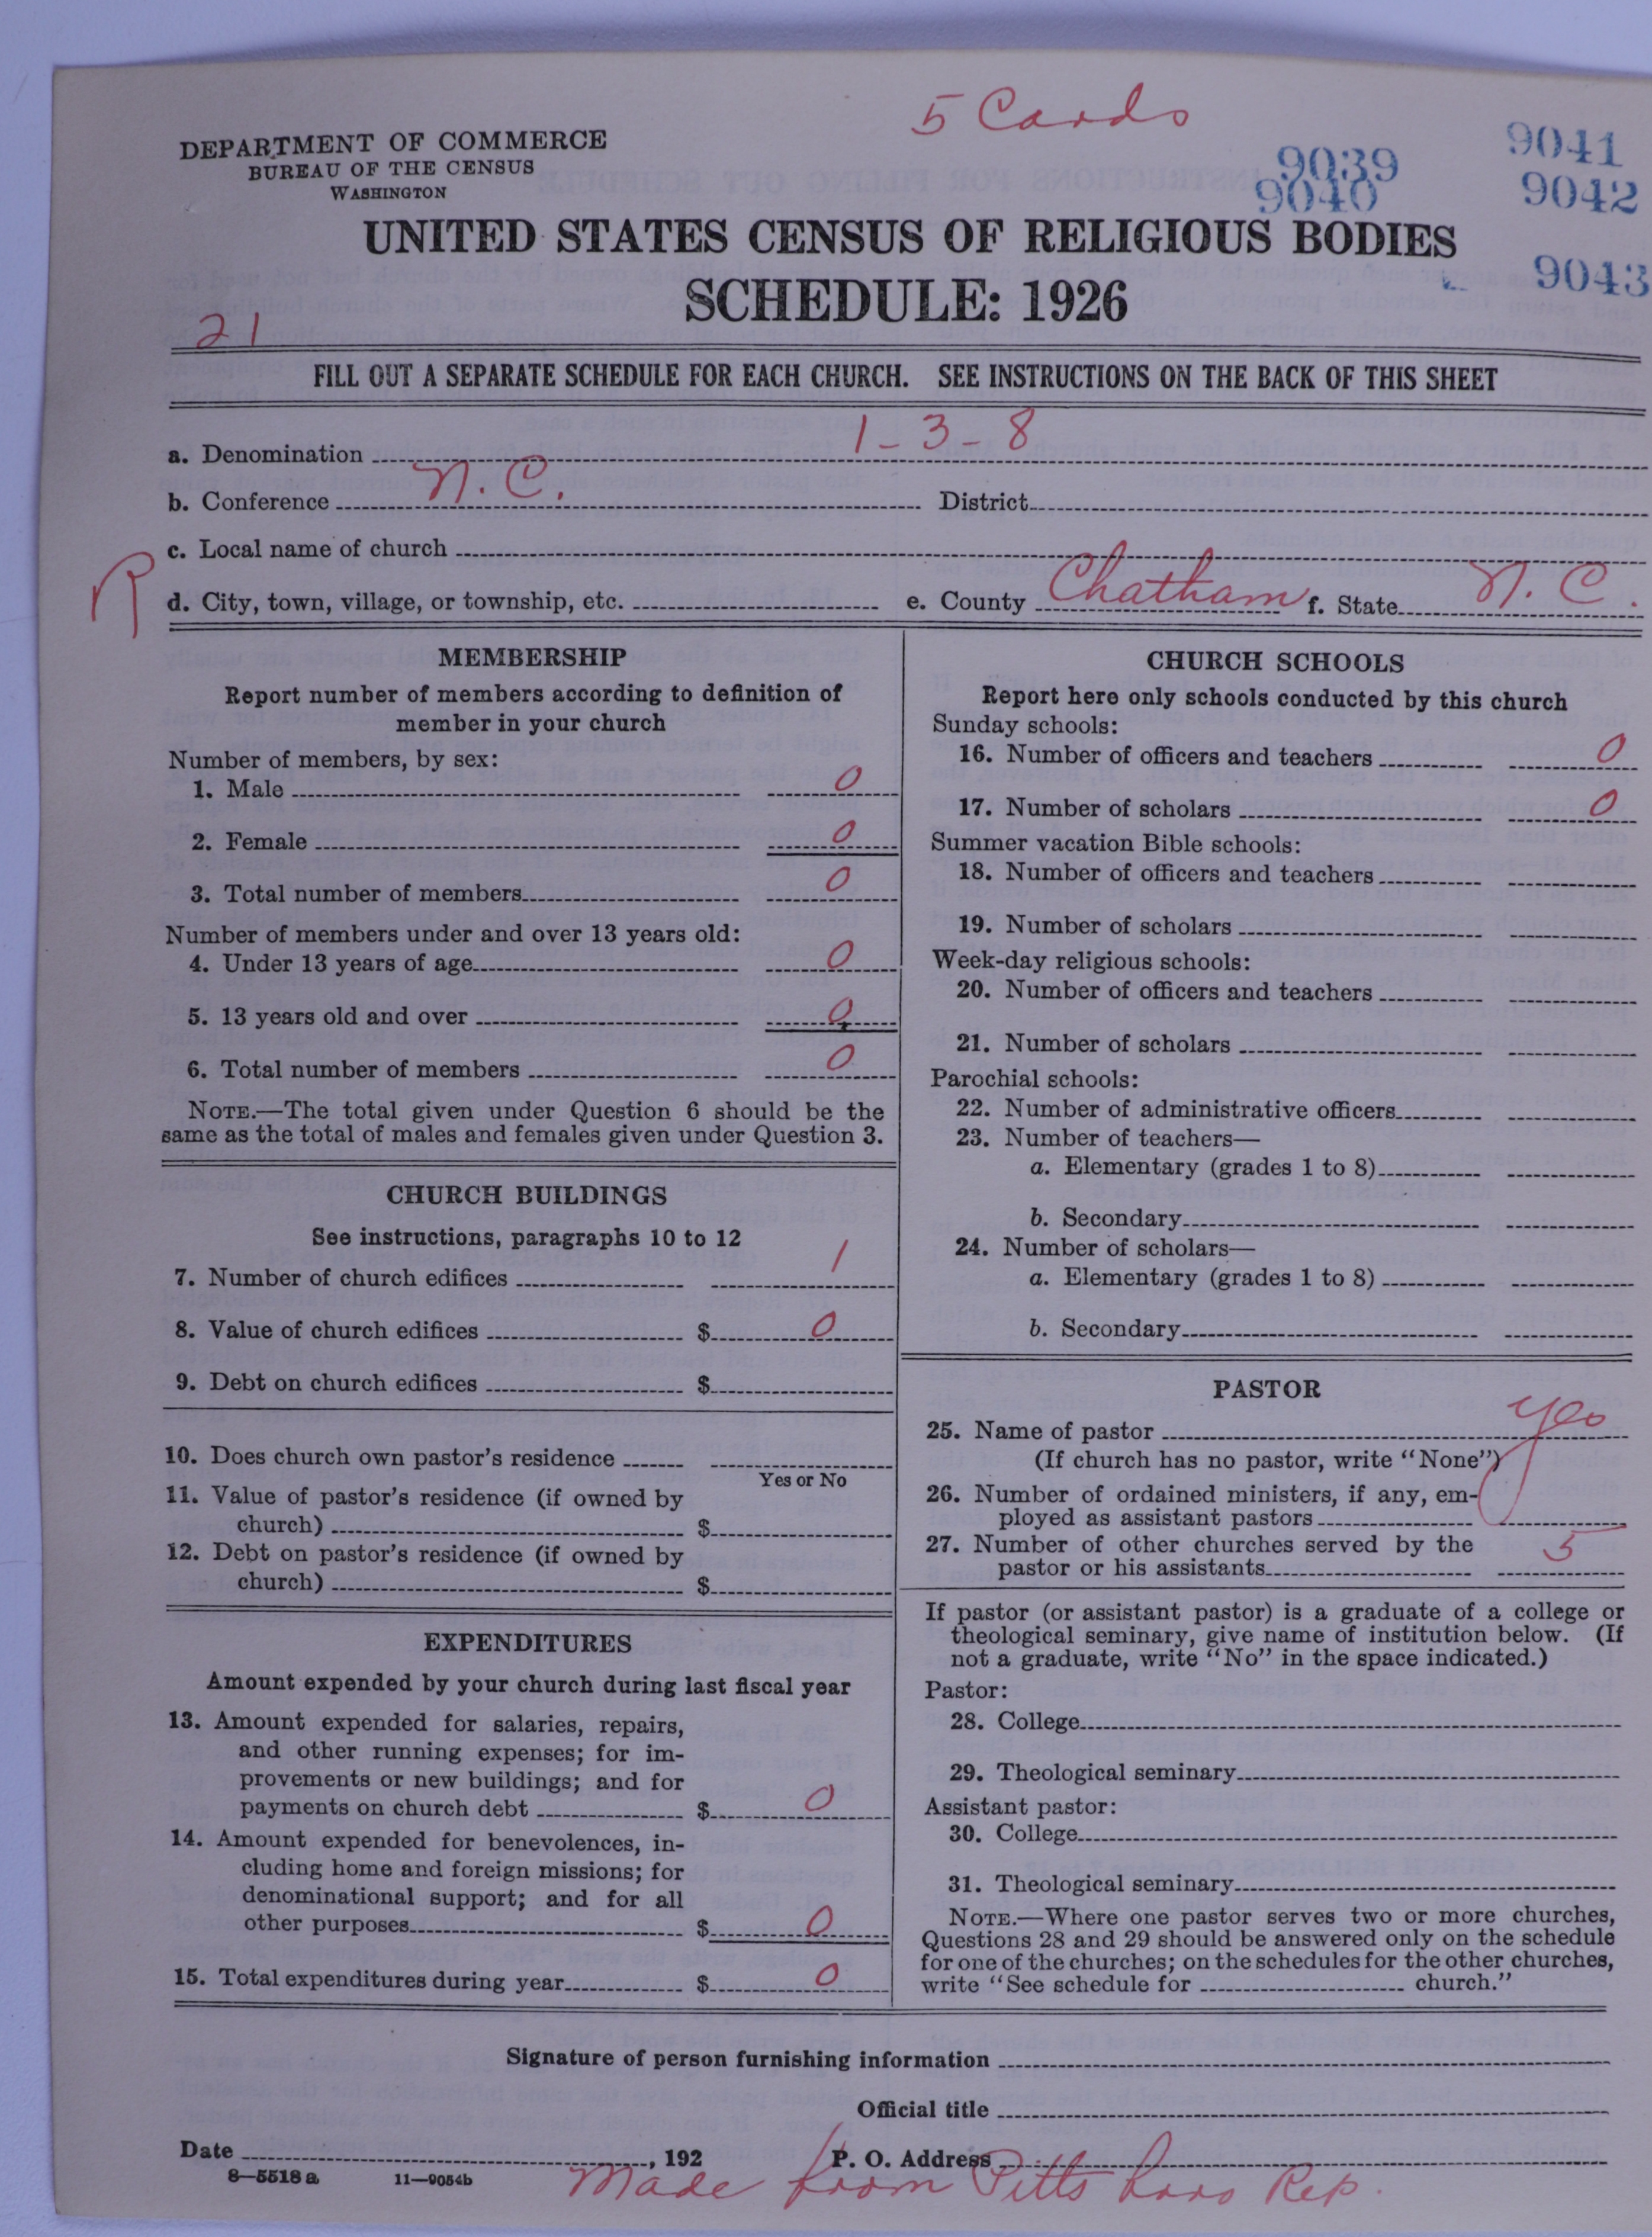 5 Cards
DEPARTMENT OF COMMERCE
BUREAU OF THE CENSUS
WASHINGTON
9039
9040
9041
9042
9043
UNITED STATES CENSUS OF RELIGIOUS BODIES
SCHEDULE: 1926
21
FILL OUT A SEPARATE SCHEDULE FOR EACH CHURCH. SEE INSTRUCTIONS ON THE BACK OF THIS SHEET
a. Denomination 1-3-8
b. Conference N.C. District
c. Local name of church
R
d. City, town, village, or township, etc. e. County Chatham f. State N.C.
MEMBERSHIP
Report number of members according to definition of
member in your church
Number of members, by sex:
1. Male 0
2. Female 0
3. Total number of members 0
Number of members under and over 13 years old:
4. Under 13 years of age 0
5. 13 years old and over 0
6. Total number of members 0
NOTE.—The total given under Question 6 should be the
same as the total of males and females given under Question 3.
CHURCH BUILDINGS
See instructions, paragraphs 10 to 12
7. Number of church edifices 1
8. Value of church edifices $ 0
9. Debt on church edifices $
10. Does church own pastor's residence
Yes or No
11. Value of pastor's residence (if owned by
church) $
12. Debt on pastor's residence (if owned by
church) $
EXPENDITURES
Amount expended by your church during last fiscal year
13. Amount expended for salaries, repairs,
and other running expenses; for im-
provements or new buildings; and for
payments on church debt $ 0
14. Amount expended for benevolences, in-
cluding home and foreign missions; for
denominational support; and for all
other purposes $ 0
15. Total expenditures during year $ 0
CHURCH SCHOOLS
Report here only schools conducted by this church
Sunday schools:
16. Number of officers and teachers 0
17. Number of scholars 0
Summer vacation Bible schools:
18. Number of officers and teachers
19. Number of scholars
Week-day religious schools:
20. Number of officers and teachers
21. Number of scholars
Parochial schools:
22. Number of administrative officers
23. Number of teachers—
a. Elementary (grades 1 to 8)
b. Secondary
24. Number of scholars—
a. Elementary (grades 1 to 8)
b. Secondary
PASTOR
25. Name of pastor yes
(If church has no pastor, write "None")
26. Number of ordained ministers, if any, em-
ployed as assistant pastors
27. Number of other churches served by the
pastor or his assistants 5
If pastor (or assistant pastor) is a graduate of a college or
theological seminary, give name of institution below. (If
not a graduate, write "No" in the space indicated.)
Pastor:
28. College
29. Theological seminary
Assistant pastor:
30. College
31. Theological seminary
NOTE.—Where one pastor serves two or more churches,
Questions 28 and 29 should be answered only on the schedule
for one of the churches; on the schedules for the other churches,
write "See schedule for church."
Signature of person furnishing information
Official title
Date , 192 P. O. Address
8—5518 a 11—9054b
Made from Pittsboro Rep.